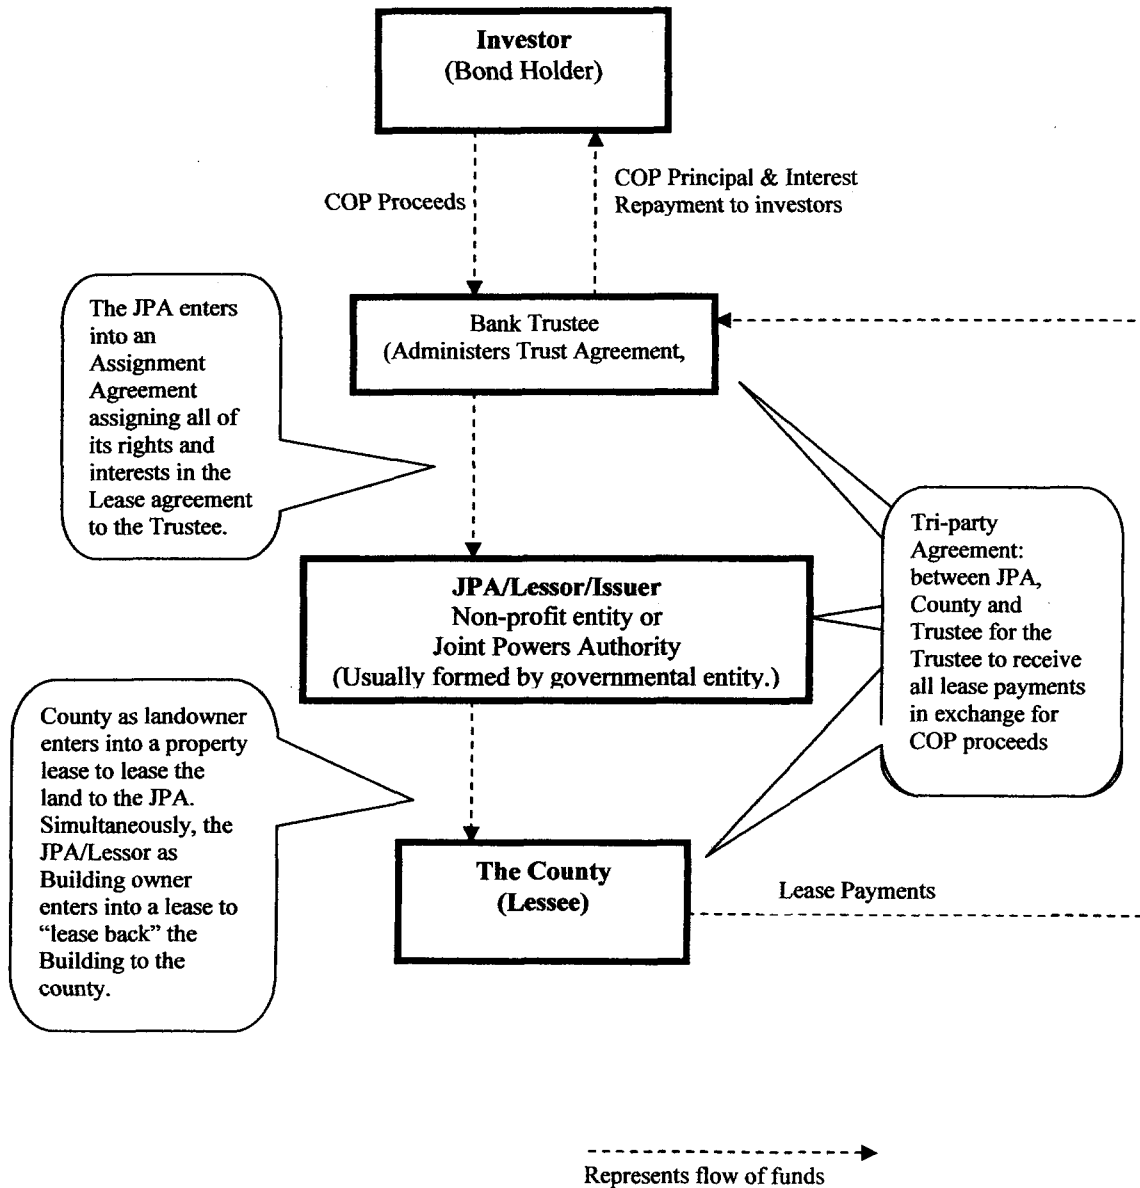 Investor
(Bond Holder)
COP Proceeds
COP Principal & Interest
Repayment to investors
The JPA enters
into an
Assignment
Agreement
assigning all of
its rights and
interests in the
Lease agreement
to the Trustee.
Bank Trustee
(Administers Trust Agreement,
Tri-party
Agreement:
between JPA,
County and
Trustee for the
Trustee to receive
all lease payments
in exchange for
COP proceeds
JPA/Lessor/Issuer
Non-profit entity or
Joint Powers Authority
(Usually formed by governmental entity.)
County as landowner
enters into a property
lease to lease the
land to the JPA.
Simultaneously, the
JPA/Lessor as
Building owner
enters into a lease to
“lease back” the
Building to the
county.
The County
(Lessee)
Lease Payments
Represents flow of funds